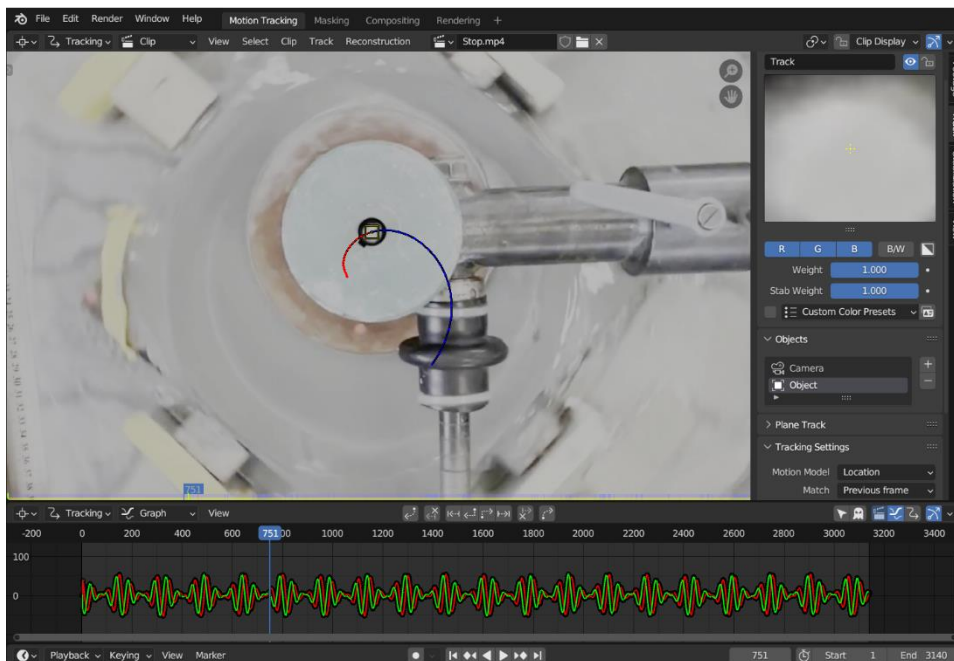 File Edit Render Window Help Motion Tracking Masking Compositing Rendering +
Tracking Clip View Select Clip Track Reconstruction Stop.mp4 Clip Display
Track
R G B B/W
Weight 1.000
Stab Weight 1.000
Custom Color Presets
Objects
Camera
Object
Plane Track
Tracking Settings
Motion Model Location
Match Previous frame
751
Tracking Graph View
-200 0 200 400 600 751 800 1000 1200 1400 1600 1800 2000 2200 2400 2600 2800 3000 3200 3400
100
0
Playback Keying View Marker 751 Start 1 End 3140